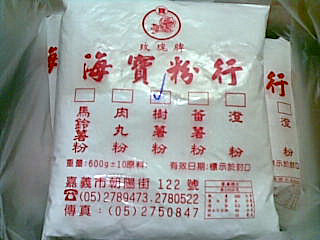 玫瑰牌
海寶粉行
馬鈴薯粉
肉丸粉
樹薯粉
番薯粉
澄粉
重量:600g±10原料:
有效日期:標示於封口
嘉義市朝陽街122號
☎(05)2789473.2780522
傳真:(05)2750847